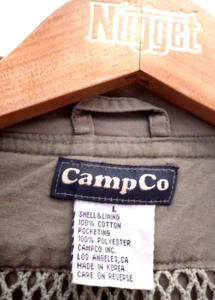 Nugget
CampCo
L
SHELL&LINING
100% COTTON
POCKETING
100% POLYESTER
CAMPCO INC.
LOS ANGELES,CA
MADE IN KOREA
CARE ON REVERSE